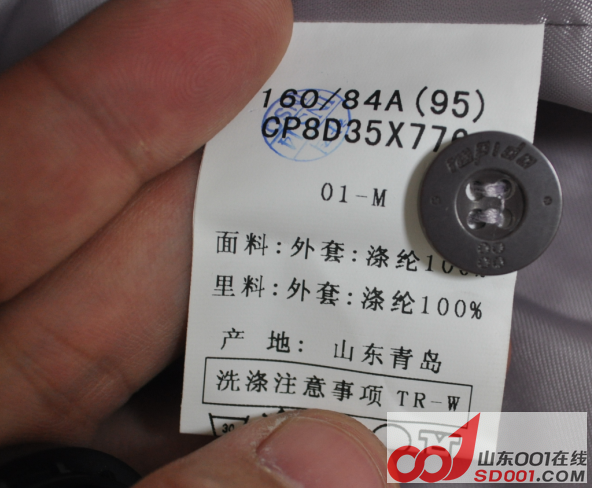 160/84A(95)
CP8D35X77
rapido
01-M
面料:外套:涤纶100%
里料:外套:涤纶100%
产地: 山东青岛
洗涤注意事项 TR-W
30
山东001在线
SD001.COM